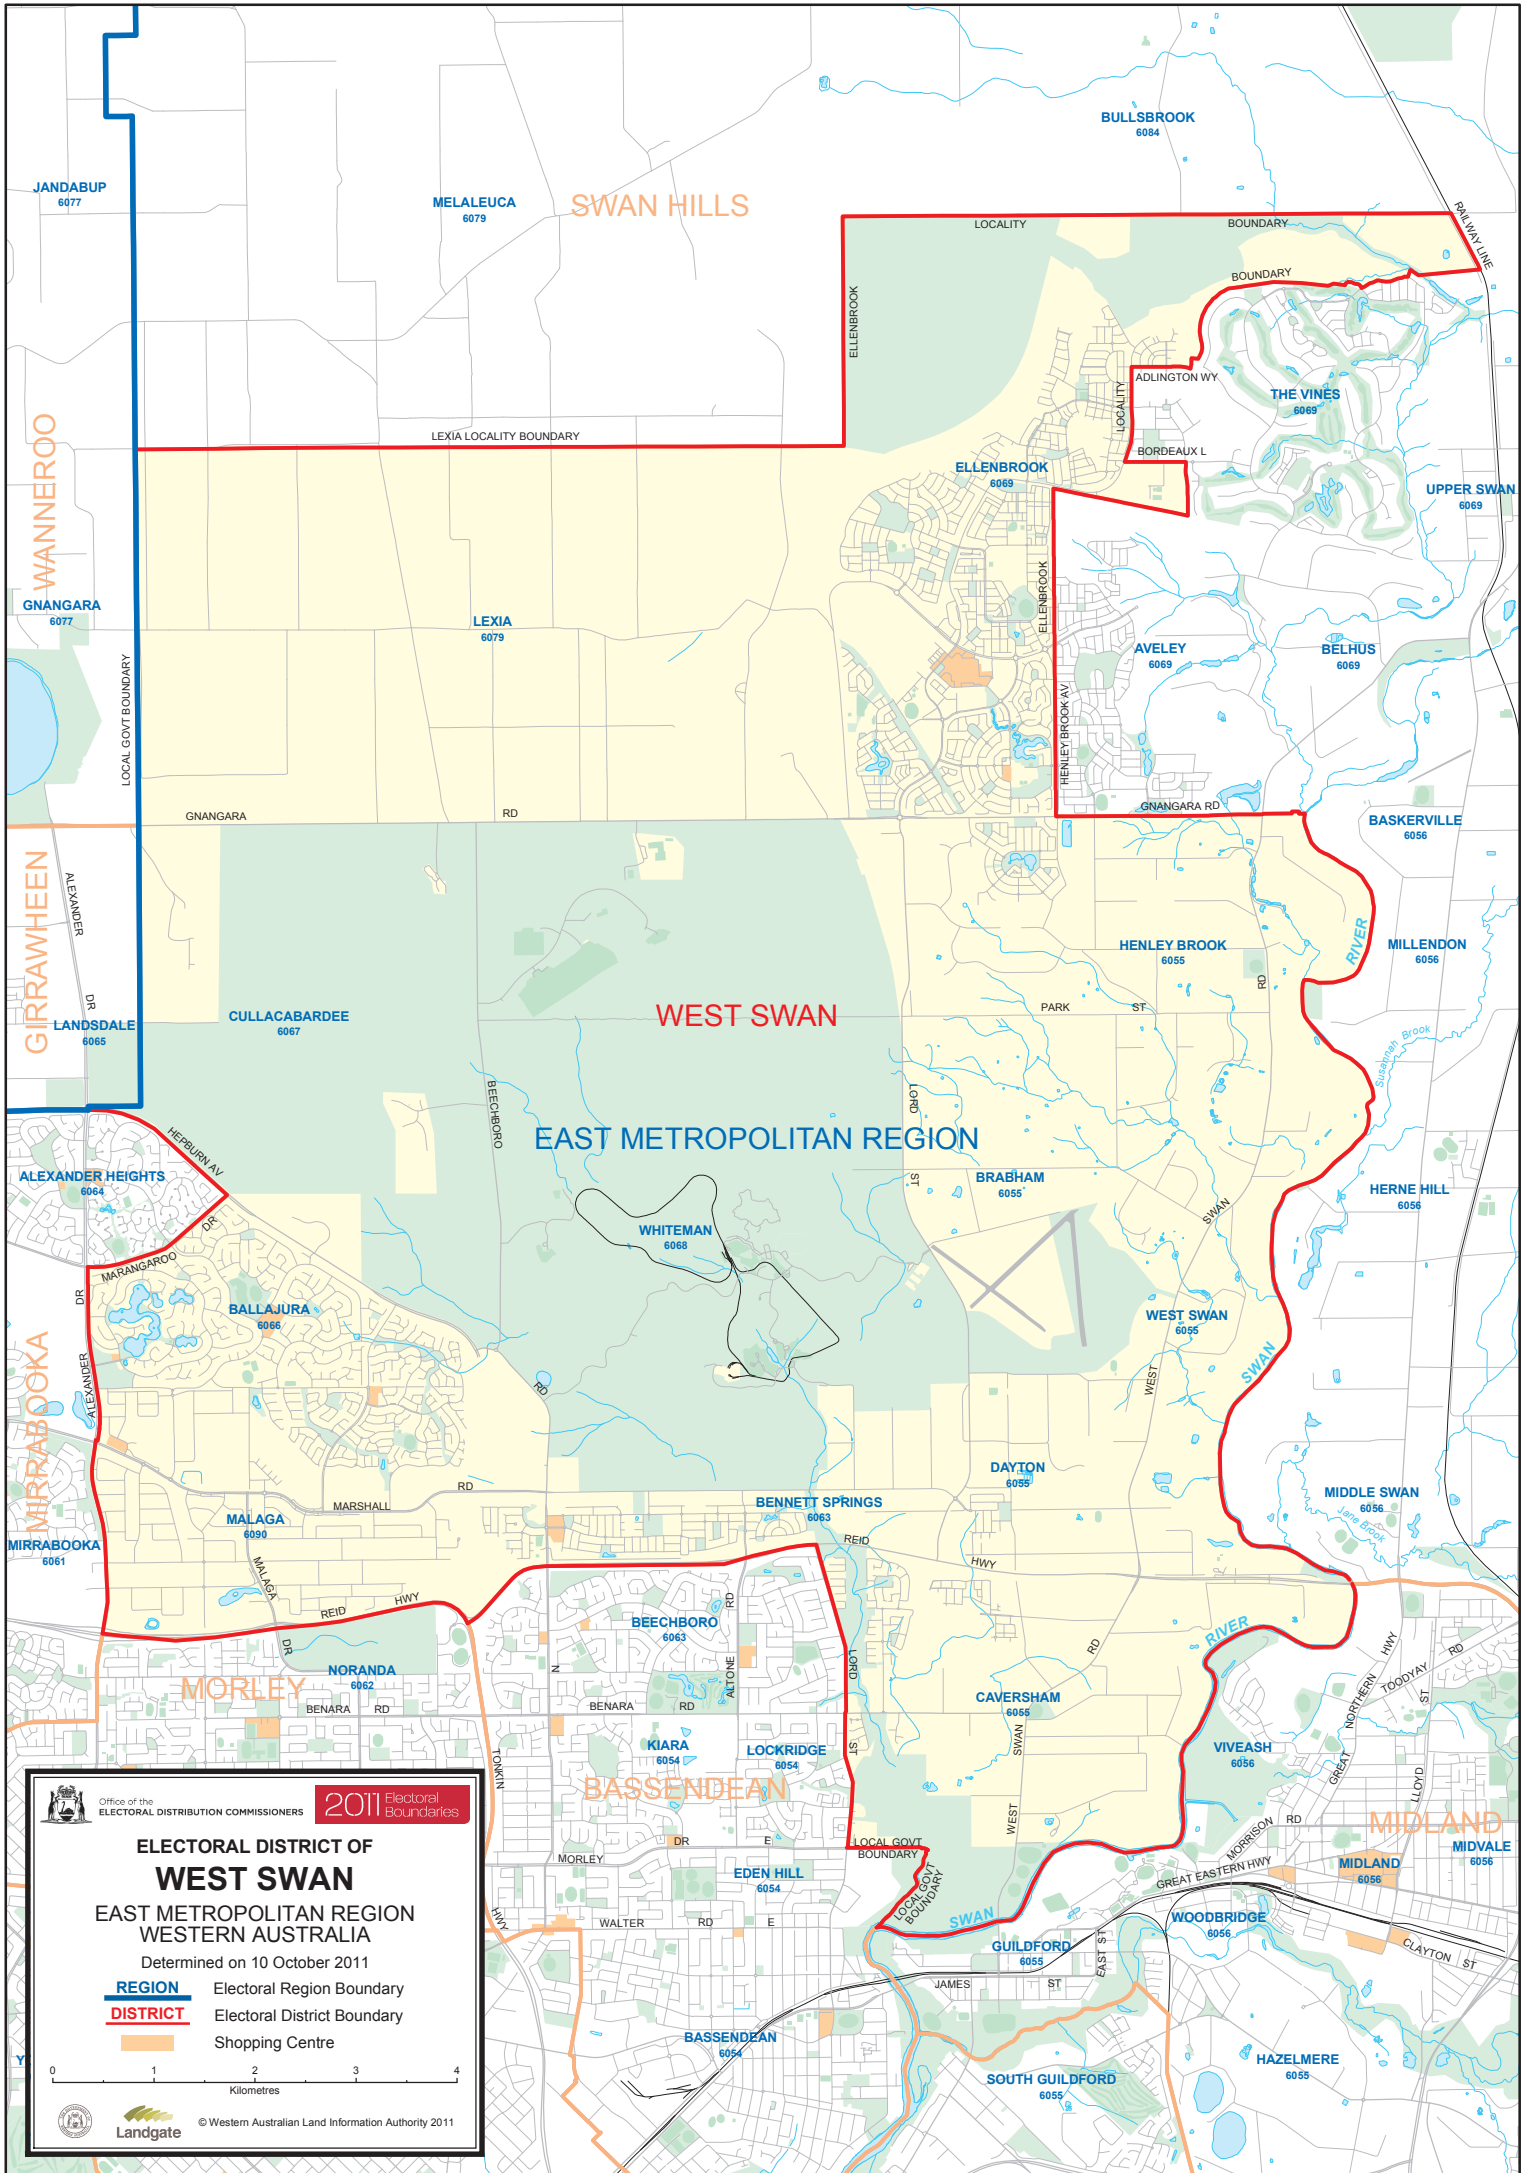 BULLSBROOK
6084
JANDABUP
6077
MELALEUCA
6079
SWAN HILLS
LOCALITY
BOUNDARY
RAILWAY LINE
BOUNDARY
ELLENBROOK
ADLINGTON WY
LOCALITY
THE VINES
6069
LEXIA LOCALITY BOUNDARY
BORDEAUX L
ELLENBROOK
6069
WANNEROO
UPPER SWAN
6069
GNANGARA
6077
LEXIA
6079
ELLENBROOK
AVELEY
6069
BELHUS
6069
LOCAL GOVT BOUNDARY
HENLEY BROOK AV
GNANGARA
RD
GNANGARA RD
BASKERVILLE
6056
GIRRAWHEEN
ALEXANDER
DR
HENLEY BROOK
6055
RD
RIVER
MILLENDON
6056
LANDSDALE
6065
CULLACABARDEE
6067
WEST SWAN
PARK
ST
Susannah Brook
BEECHBORO
LORD
ST
EAST METROPOLITAN REGION
HEPBURN AV
ALEXANDER HEIGHTS
6064
BRABHAM
6055
HERNE HILL
6056
DR
MARANGAROO
WHITEMAN
6068
SWAN
DR
BALLAJURA
6066
WEST SWAN
6055
MIRRABOOKA
ALEXANDER
RD
WEST
SWAN
DAYTON
6055
MARSHALL
RD
BENNETT SPRINGS
6063
MIDDLE SWAN
6056
Jane Brook
MALAGA
6090
MIRRABOOKA
6061
REID
HWY
MALAGA
DR
REID
HWY
BEECHBORO
6063
RD
ALTONE
RIVER
RD
HWY
NORTHERN
GREAT
TOODYAY
RD
ST
LLOYD
NORANDA
6062
MORLEY
BENARA
RD
N
BENARA
RD
LORD
ST
CAVERSHAM
6055
SWAN
WEST
KIARA
6054
LOCKRIDGE
6054
VIVEASH
6056
TONKIN
HWY
BASSENDEAN
MIDLAND
MORRISON
RD
MIDVALE
6056
MORLEY
DR
E
LOCAL GOVT
BOUNDARY
LOCAL GOVT
BOUNDARY
EDEN HILL
6054
GREAT EASTERN HWY
MIDLAND
6056
WALTER
RD
E
SWAN
WOODBRIDGE
6056
GUILDFORD
6055
EAST ST
CLAYTON
ST
JAMES
ST
BASSENDEAN
6054
SOUTH GUILDFORD
6055
HAZELMERE
6055
Y
Office of the
ELECTORAL DISTRIBUTION COMMISSIONERS
2011 Electoral
Boundaries
ELECTORAL DISTRICT OF
WEST SWAN
EAST METROPOLITAN REGION
WESTERN AUSTRALIA
Determined on 10 October 2011
REGION Electoral Region Boundary
DISTRICT Electoral District Boundary
Shopping Centre
0 1 2 3 4
Kilometres
Landgate
© Western Australian Land Information Authority 2011